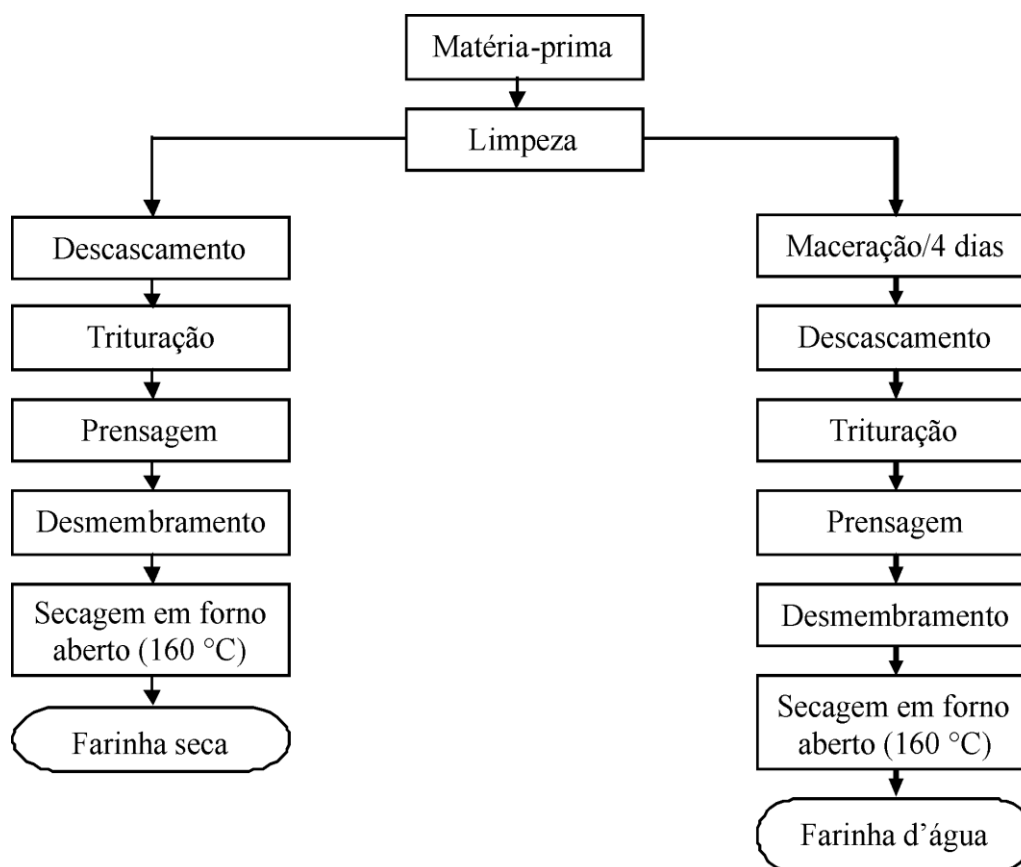 Matéria-prima
Limpeza
Descascamento
Trituração
Prensagem
Desmembramento
Secagem em forno
aberto (160 °C)
Farinha seca
Maceração/4 dias
Descascamento
Trituração
Prensagem
Desmembramento
Secagem em forno
aberto (160 °C)
Farinha d’água